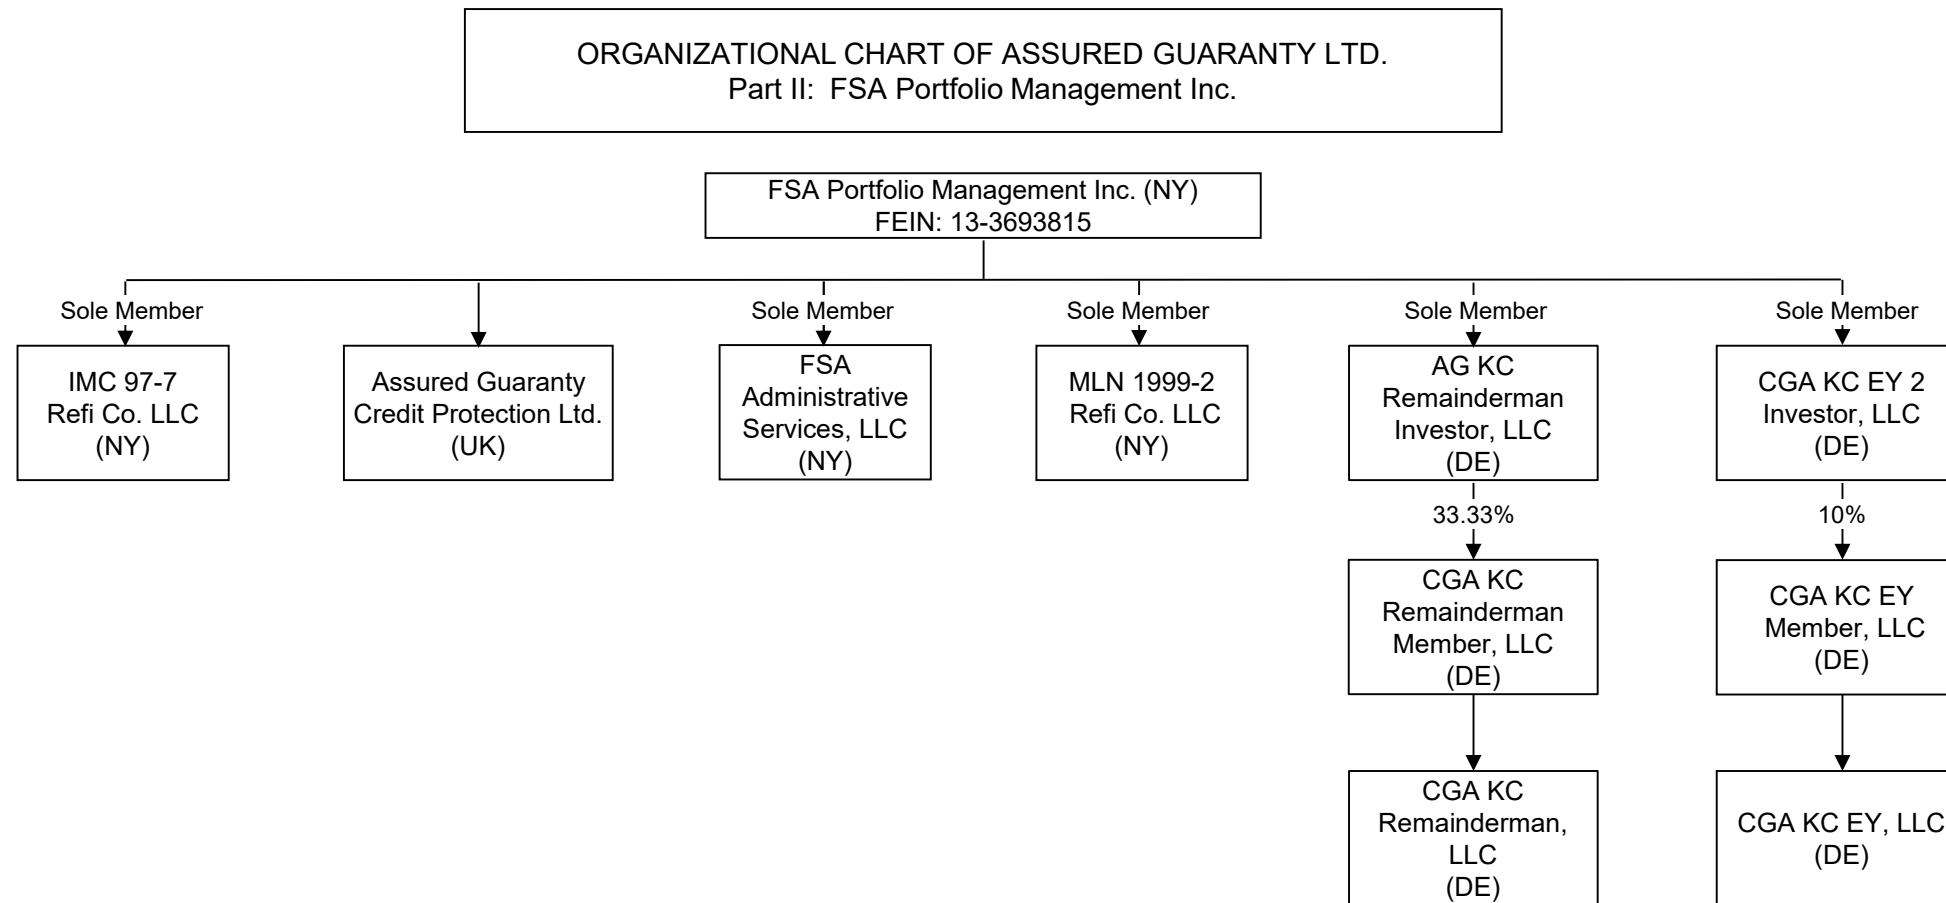 ORGANIZATIONAL CHART OF ASSURED GUARANTY LTD.
Part II:  FSA Portfolio Management Inc.
FSA Portfolio Management Inc. (NY)
FEIN: 13-3693815
Sole Member
Sole Member
Sole Member
Sole Member
Sole Member
IMC 97-7
Refi Co. LLC
(NY)
Assured Guaranty
Credit Protection Ltd.
(UK)
FSA
Administrative
Services, LLC
(NY)
MLN 1999-2
Refi Co. LLC
(NY)
AG KC
Remainderman
Investor, LLC
(DE)
CGA KC EY 2
Investor, LLC
(DE)
33.33%
10%
CGA KC
Remainderman
Member, LLC
(DE)
CGA KC EY
Member, LLC
(DE)
CGA KC
Remainderman,
LLC
(DE)
CGA KC EY, LLC
(DE)